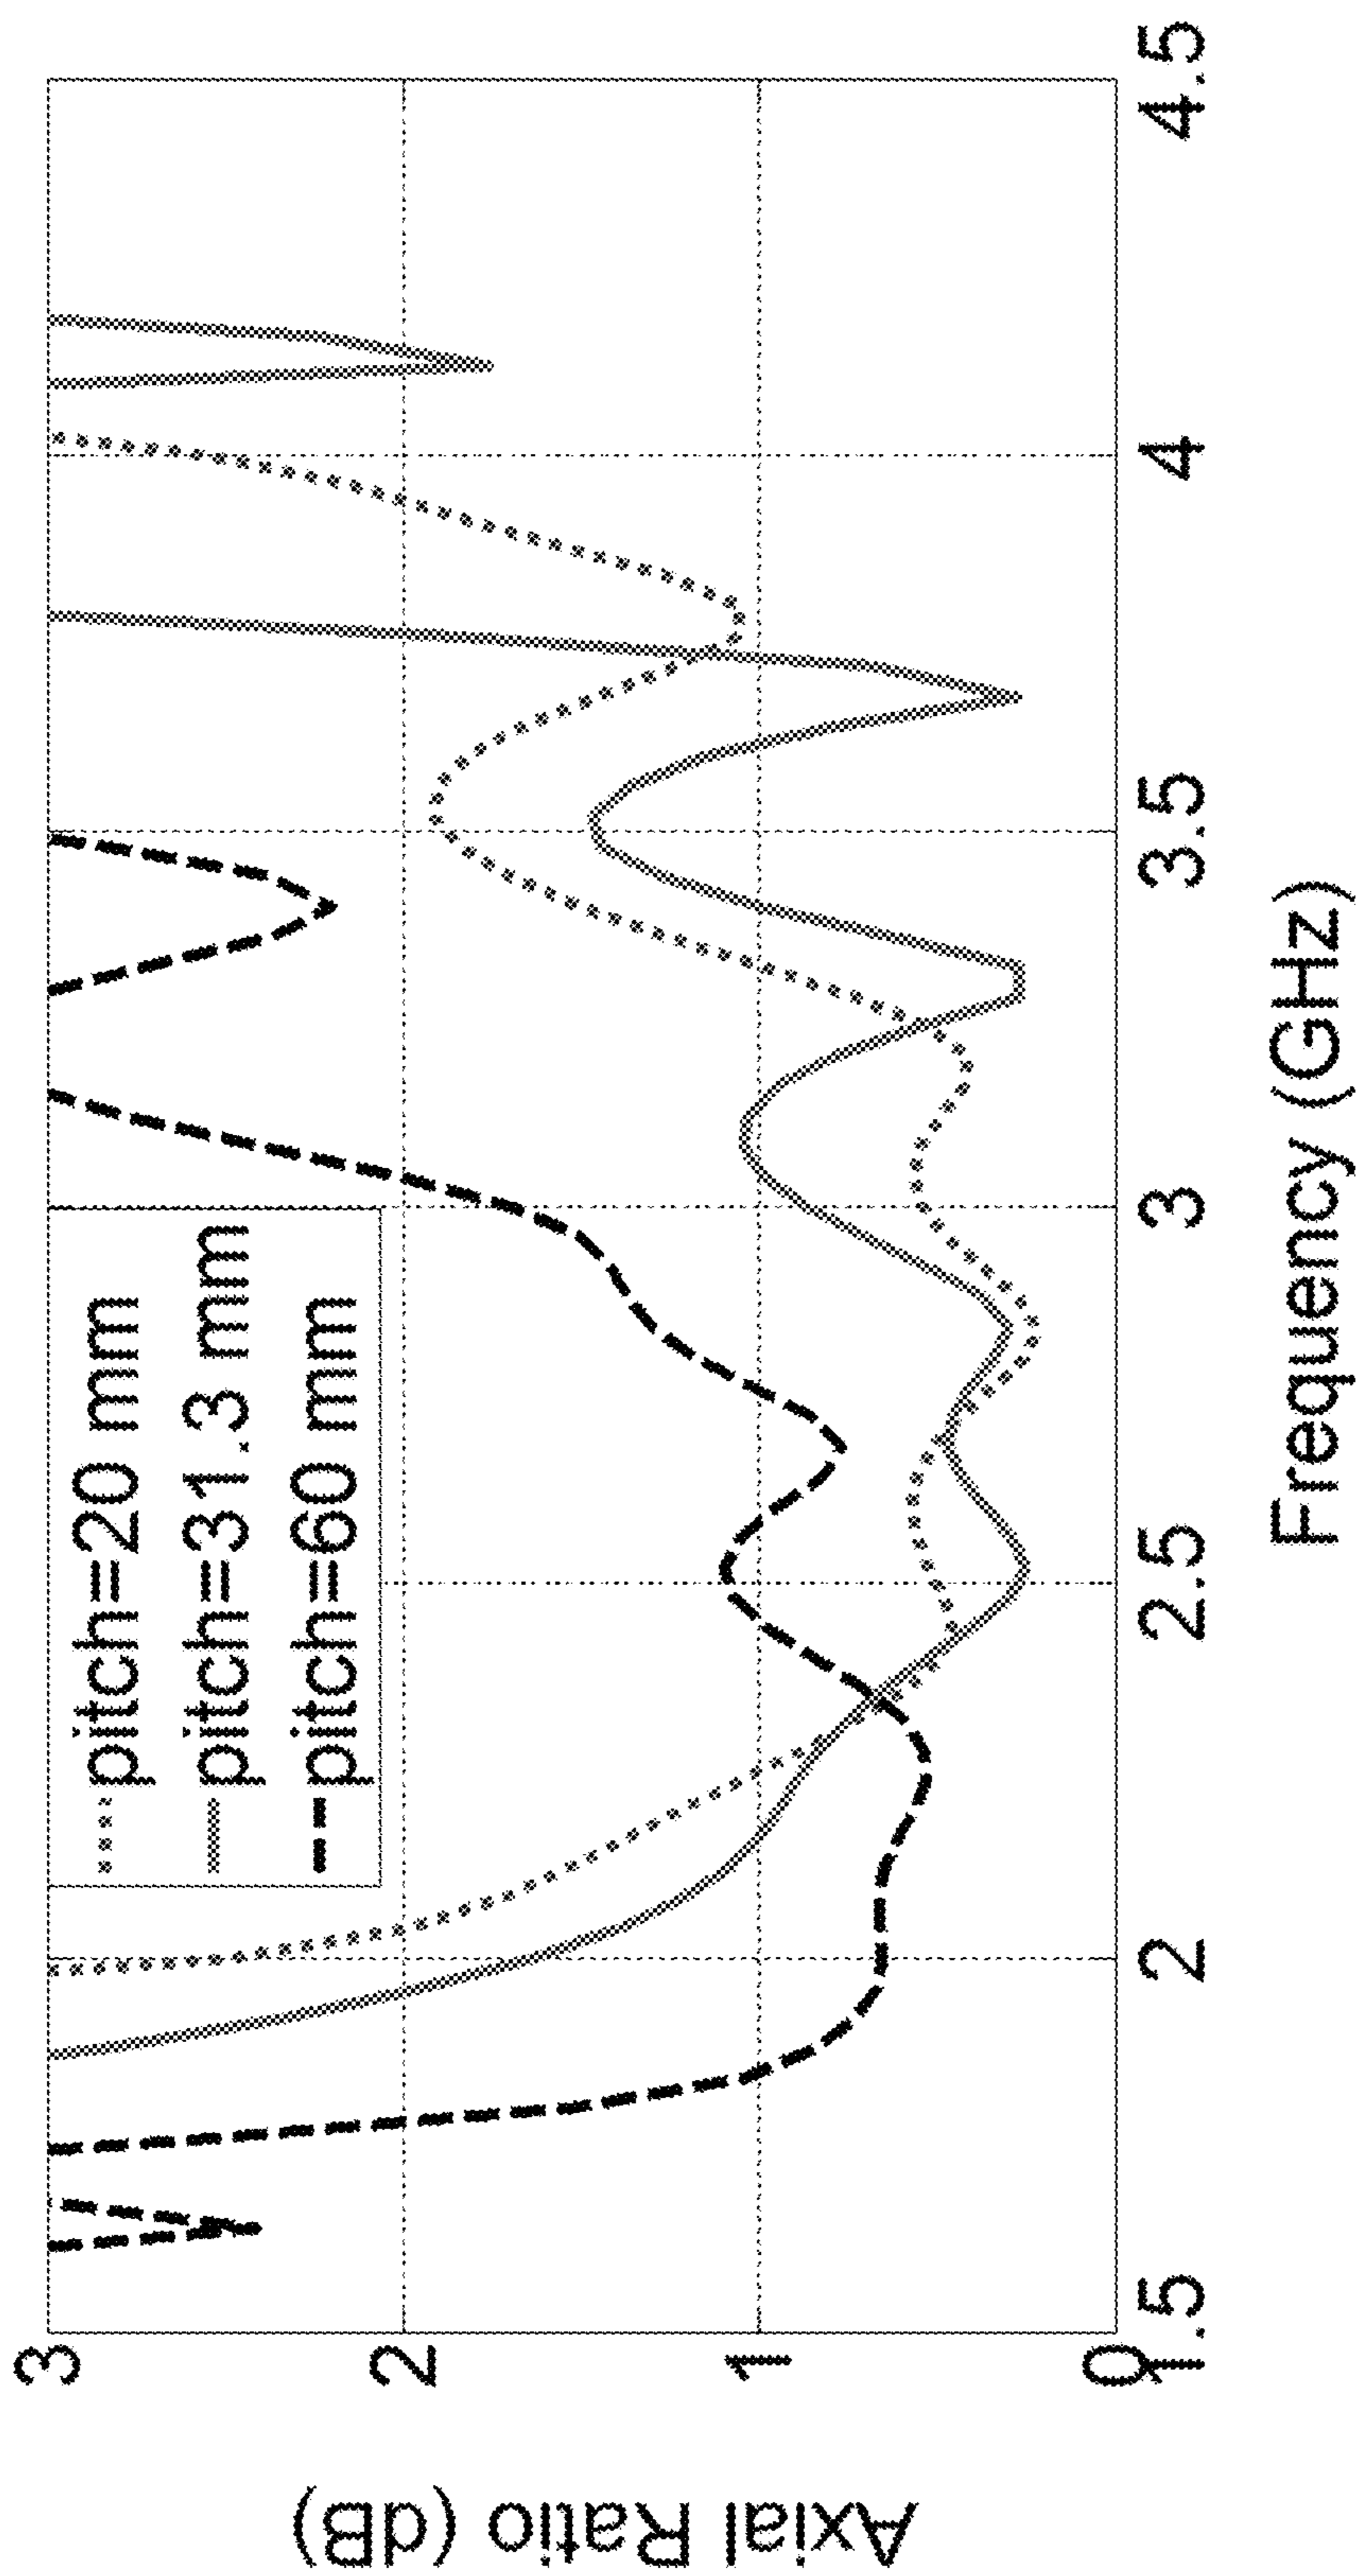 Axial Ratio (dB)
3
2
1
0
pitch=20 mm
pitch=31.3 mm
pitch=60 mm
1.5
2
2.5
3
3.5
4
4.5
Frequency (GHz)